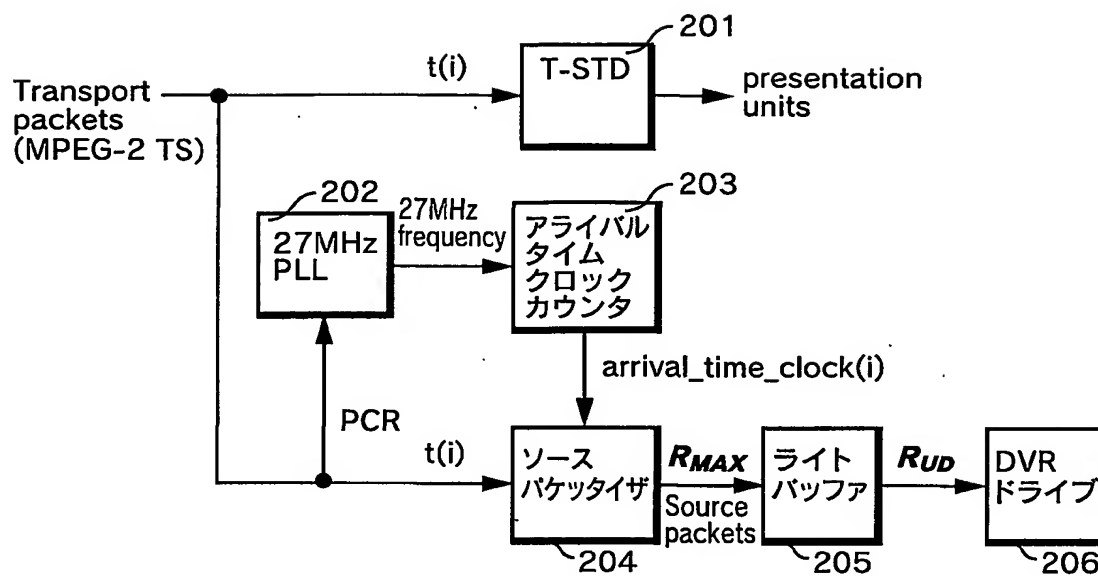 201
t(i)
T-STD
Transport
packets
(MPEG-2 TS)
presentation
units
202
27MHz
PLL
27MHz
frequency
203
アライバル
タイム
クロック
カウンタ
arrival_time_clock(i)
PCR
t(i)
ソース
パケッタイザ
204
RMAX
Source
packets
ライト
バッファ
205
RUD
DVR
ドライブ
206